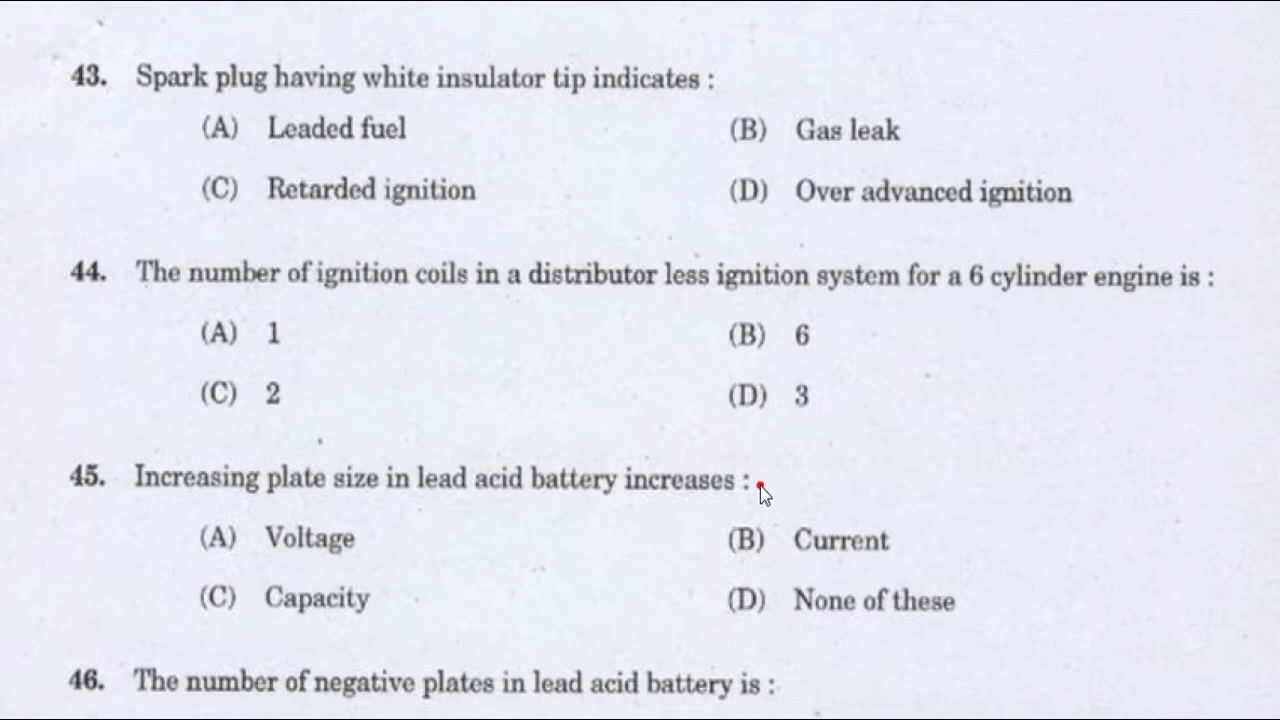 43. Spark plug having white insulator tip indicates :
(A) Leaded fuel (B) Gas leak
(C) Retarded ignition (D) Over advanced ignition
44. The number of ignition coils in a distributor less ignition system for a 6 cylinder engine is :
(A) 1 (B) 6
(C) 2 (D) 3
45. Increasing plate size in lead acid battery increases :
(A) Voltage (B) Current
(C) Capacity (D) None of these
46. The number of negative plates in lead acid battery is :